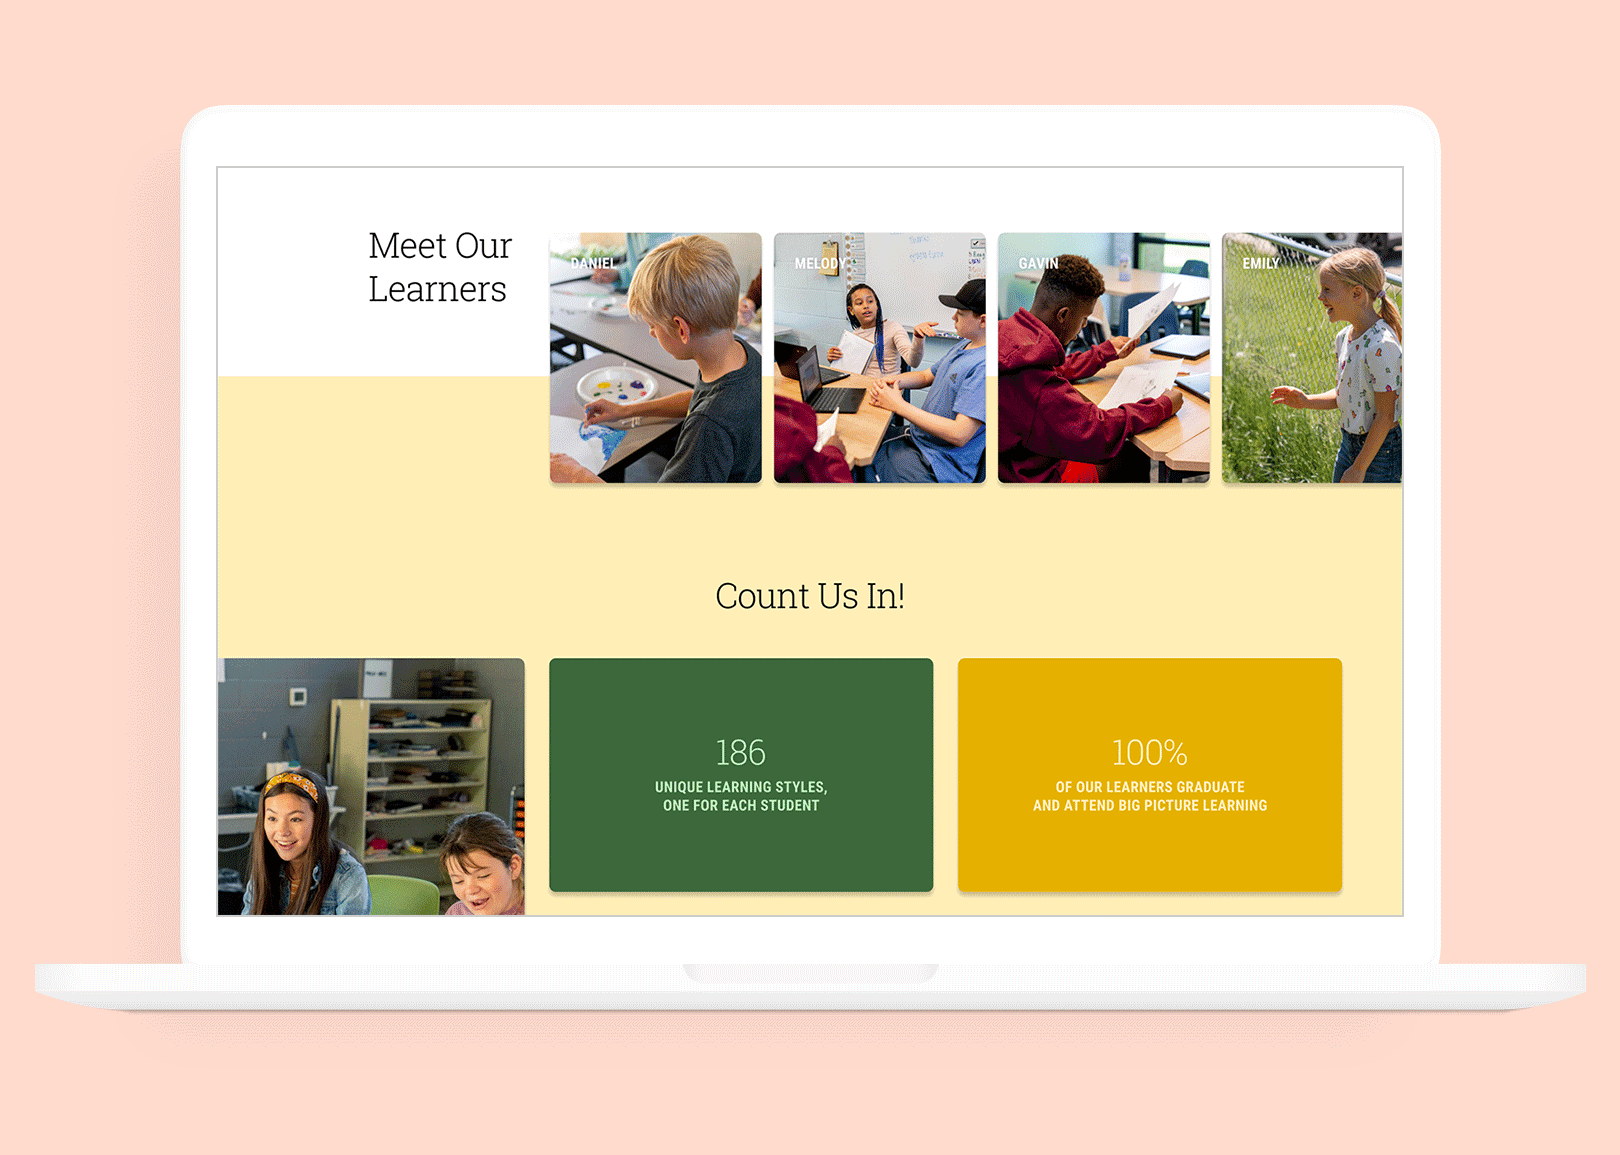 Meet Our
Learners
DANIEL
MELODY
GAVIN
EMILY
Count Us In!
186
UNIQUE LEARNING STYLES,
ONE FOR EACH STUDENT
100%
OF OUR LEARNERS GRADUATE
AND ATTEND BIG PICTURE LEARNING